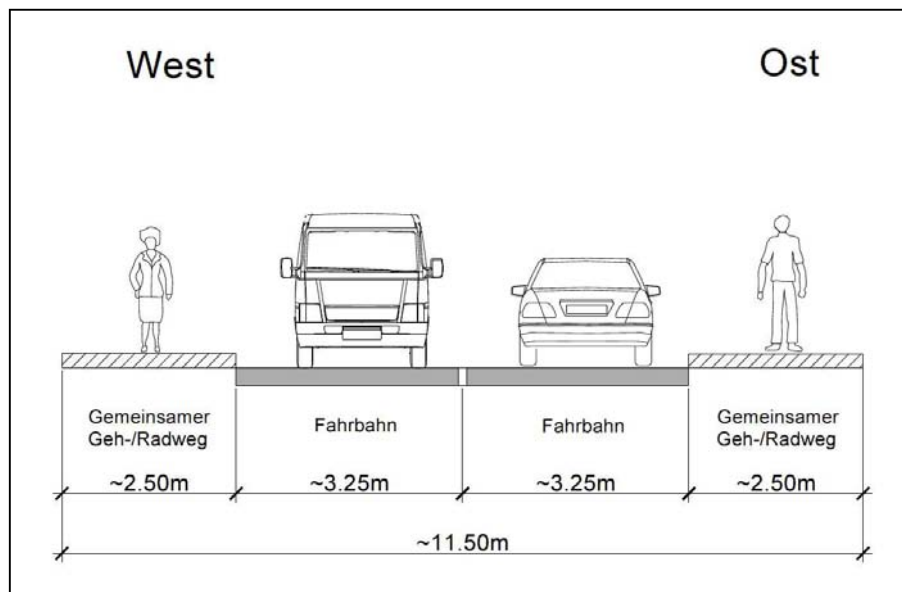 West
Ost
Gemeinsamer
Geh-/Radweg
Fahrbahn
Fahrbahn
Gemeinsamer
Geh-/Radweg
~2.50m
~3.25m
~3.25m
~2.50m
~11.50m